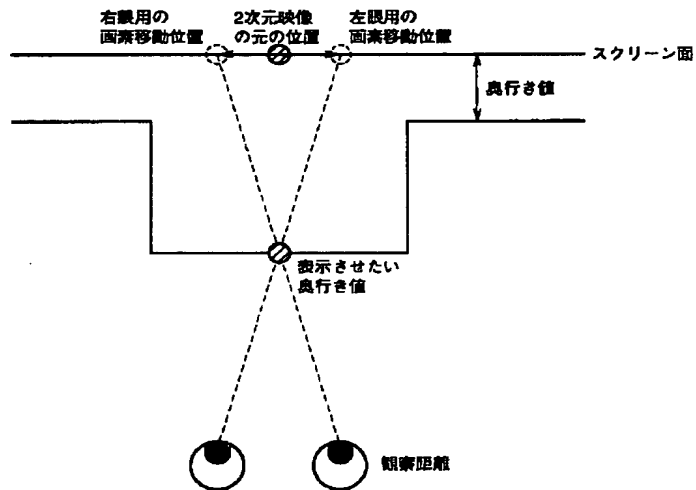 右眼用の
画素移動位置
2次元映像
の元の位置
左眼用の
画素移動位置
スクリーン面
奥行き値
表示させたい
奥行き値
観察距離